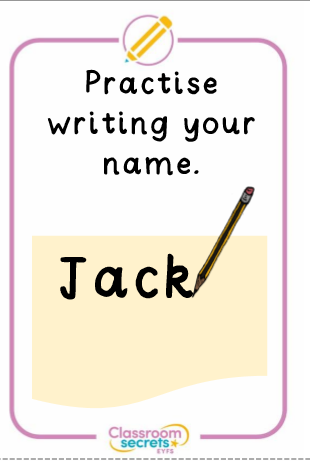 Practise
writing your
name.
Jack
Classroom
secrets
EYFS